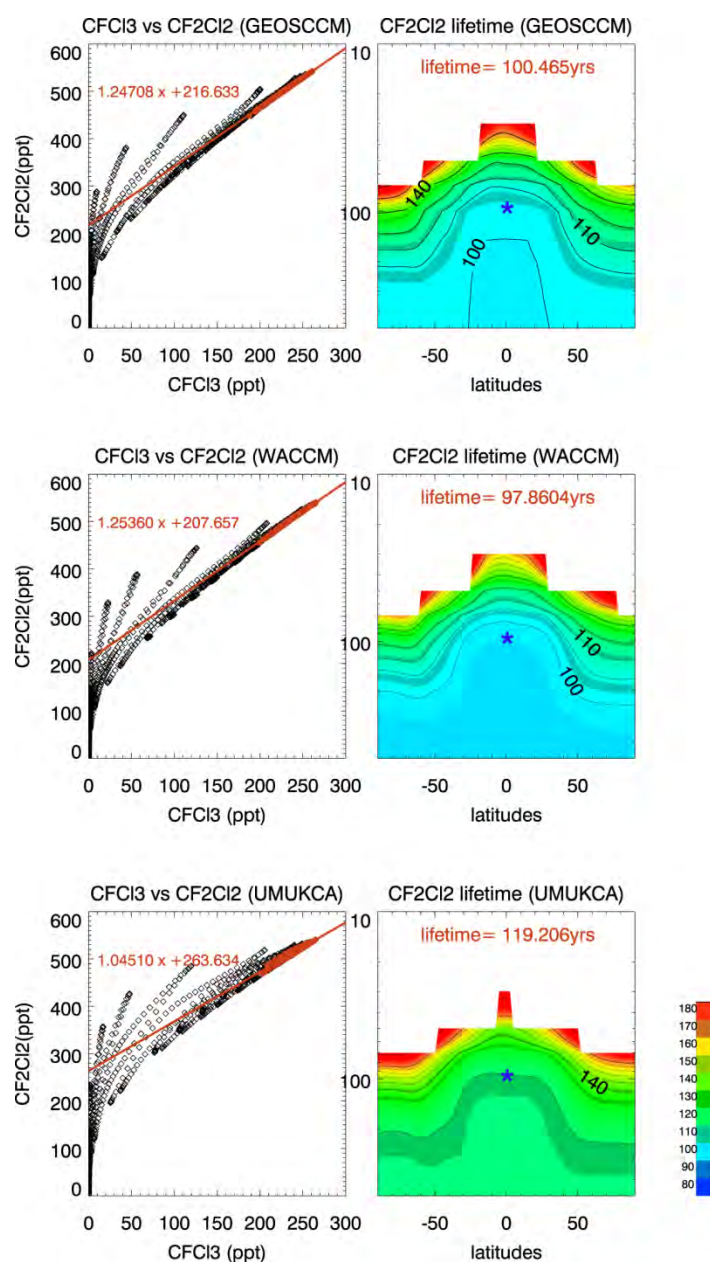 CFCl3 vs CF2Cl2 (GEOSCCM)
600
500
400
300
200
100
0
CF2Cl2(ppt)
1.24708 x +216.633
0 50 100 150 200 250 300
CFCl3 (ppt)
CF2Cl2 lifetime (GEOSCCM)
10
100
lifetime= 100.465yrs
140
110
100
*
-50 0 50
latitudes
CFCl3 vs CF2Cl2 (WACCM)
600
500
400
300
200
100
0
CF2Cl2(ppt)
1.25360 x +207.657
0 50 100 150 200 250 300
CFCl3 (ppt)
CF2Cl2 lifetime (WACCM)
10
100
lifetime= 97.8604yrs
110
100
*
-50 0 50
latitudes
CFCl3 vs CF2Cl2 (UMUKCA)
600
500
400
300
200
100
0
CF2Cl2(ppt)
1.04510 x +263.634
0 50 100 150 200 250 300
CFCl3 (ppt)
CF2Cl2 lifetime (UMUKCA)
10
100
lifetime= 119.206yrs
140
*
-50 0 50
latitudes
180
170
160
150
140
130
120
110
100
90
80